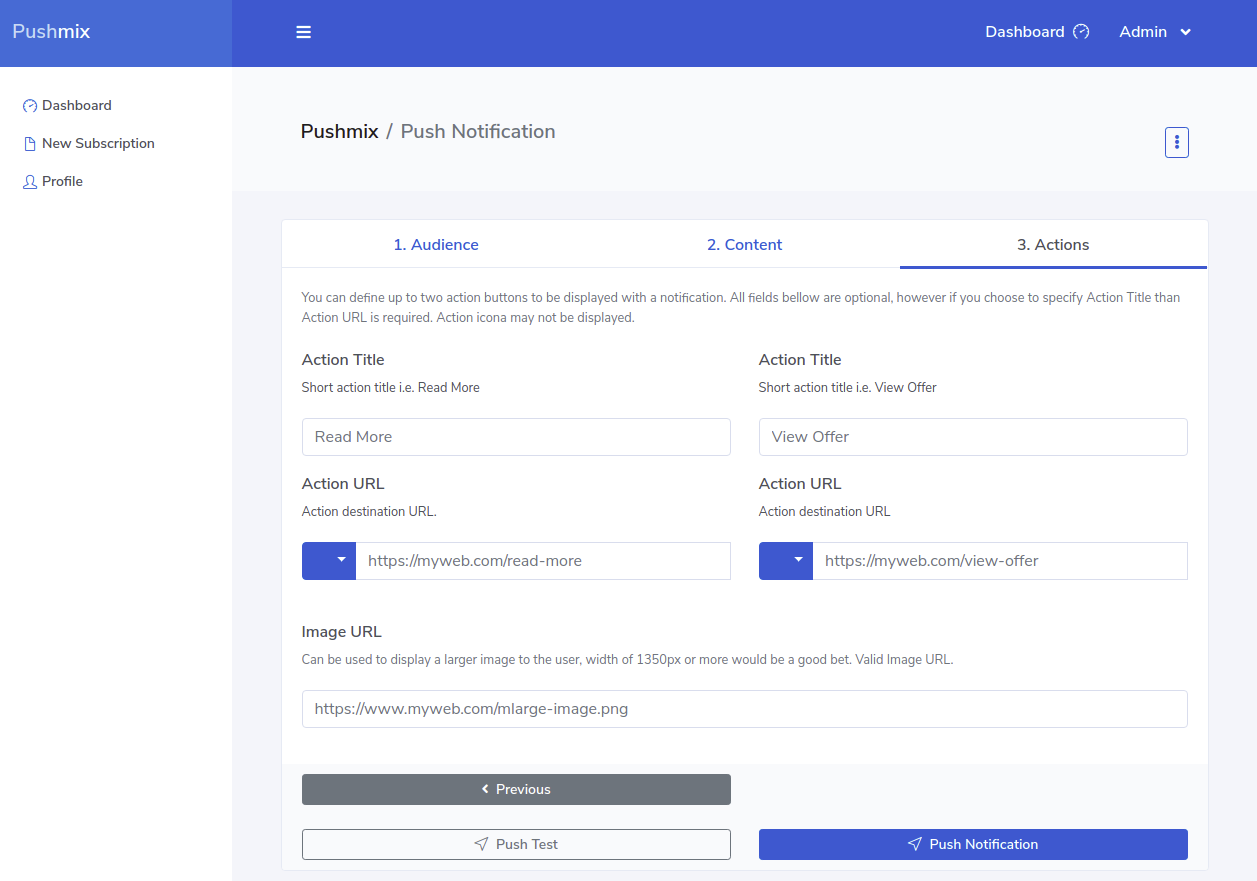 Pushmix
Dashboard
Admin
Dashboard
New Subscription
Profile
Pushmix / Push Notification
1. Audience
2. Content
3. Actions
You can define up to two action buttons to be displayed with a notification. All fields bellow are optional, however if you choose to specify Action Title than
Action URL is required. Action icona may not be displayed.
Action Title
Short action title i.e. Read More
Read More
Action URL
Action destination URL.
https://myweb.com/read-more
Action Title
Short action title i.e. View Offer
View Offer
Action URL
Action destination URL
https://myweb.com/view-offer
Image URL
Can be used to display a larger image to the user, width of 1350px or more would be a good bet. Valid Image URL.
https://www.myweb.com/mlarge-image.png
Previous
Push Test
Push Notification